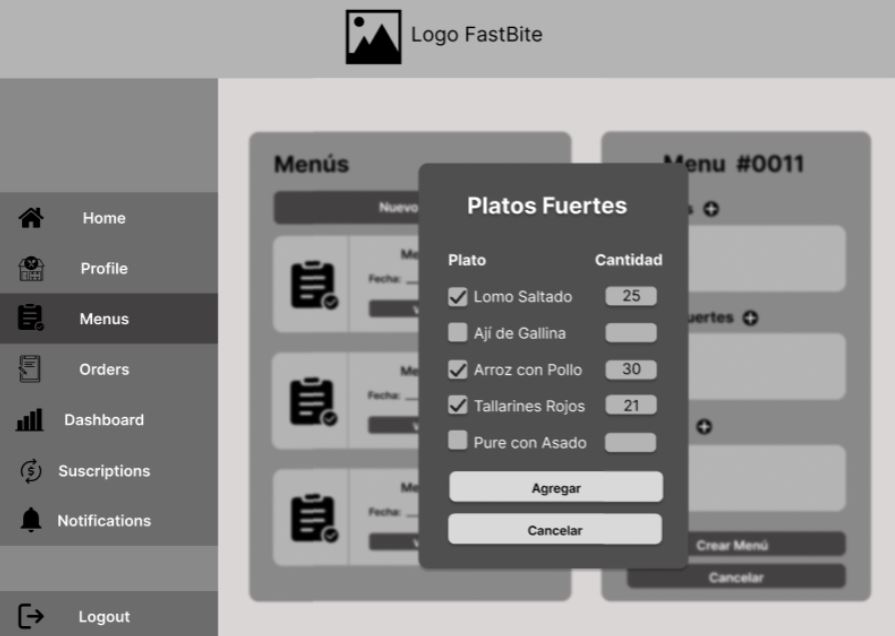 Logo FastBite
Home
Profile
Menus
Orders
Dashboard
Suscriptions
Notifications
Logout
Menús
Nuevo
Me
Fecha:
Me
Fecha:
Me
Fecha:
Platos Fuertes
Plato Cantidad
Lomo Saltado 25
Ají de Gallina
Arroz con Pollo 30
Tallarines Rojos 21
Pure con Asado
Agregar
Cancelar
Menu #0011
s
uertes
Crear Menú
Cancelar